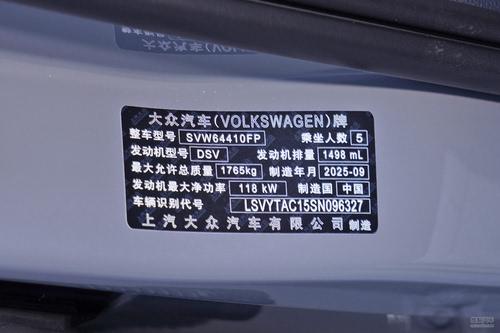 大众汽车(VOLKSWAGEN)牌
整车型号 SVW64410FP 乘坐人数 5
发动机型号 DSV 发动机排量 1498 mL
最大允许总质量 1765kg 制造年月 2025-09
发动机最大净功率 118 kW 制造国 中国
车辆识别代号 LSVYTAC15SN096327
上汽大众汽车有限公司 制造